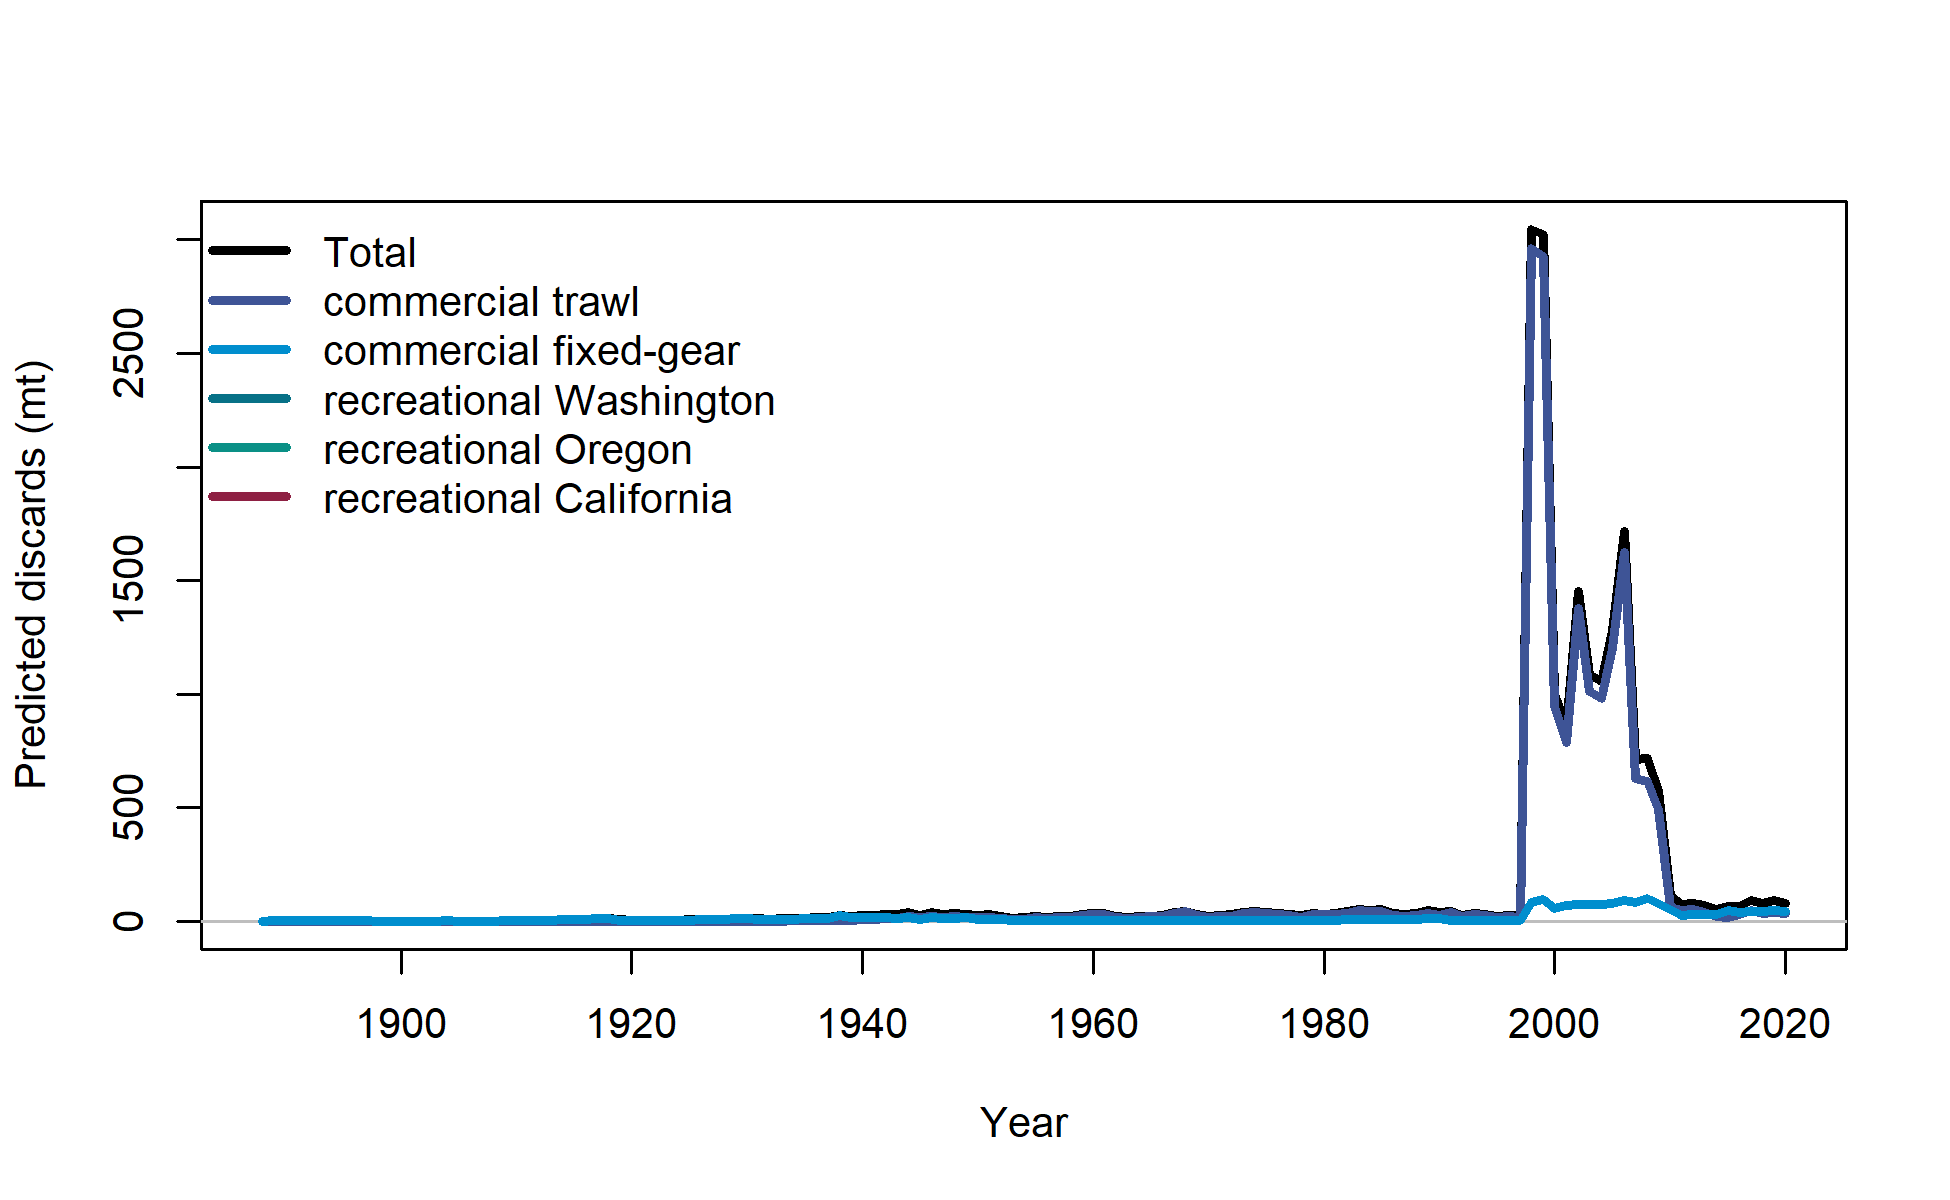 Total
commercial trawl
commercial fixed-gear
recreational Washington
recreational Oregon
recreational California
Predicted discards (mt)
2500
1500
500
0
1900 1920 1940 1960 1980 2000 2020
Year